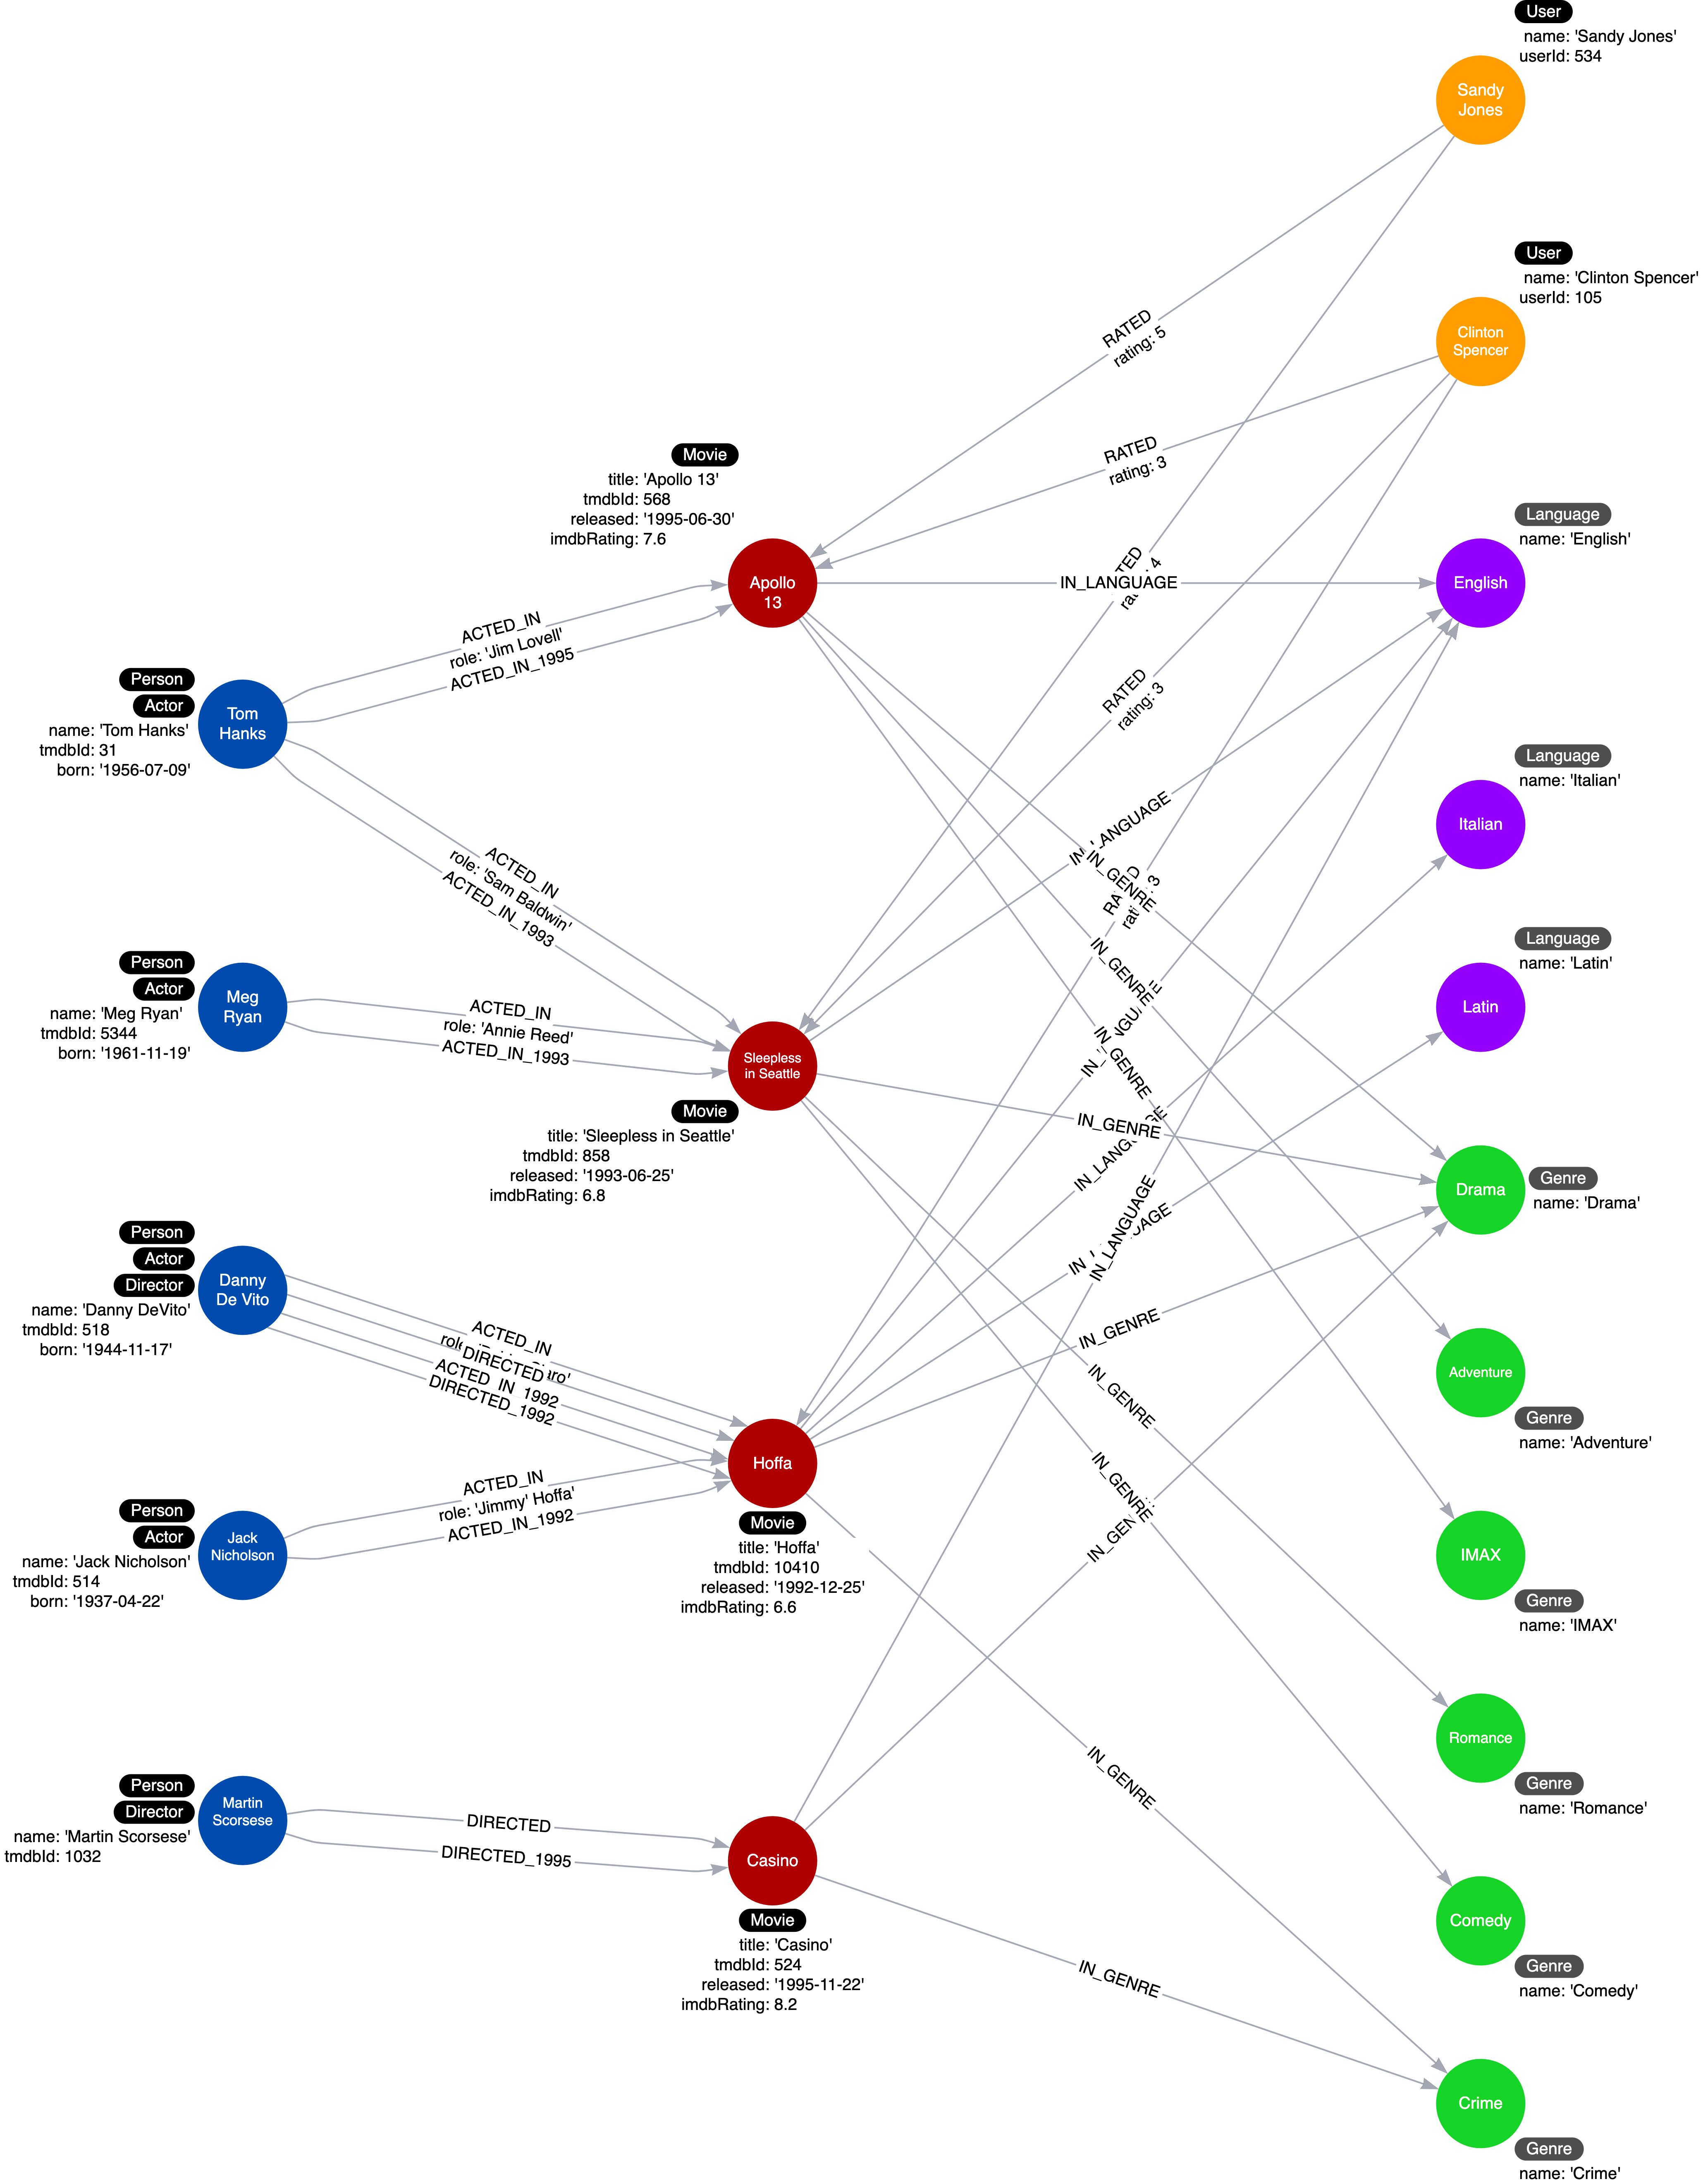 User
name: 'Sandy Jones'
userId: 534
Sandy
Jones
User
name: 'Clinton Spencer'
userId: 105
Clinton
Spencer
RATED
rating: 5
RATED
rating: 3
Movie
title: 'Apollo 13'
tmdbId: 568
released: '1995-06-30'
imdbRating: 7.6
Apollo
13
Language
name: 'English'
English
IN_LANGUAGE
ACTED_IN
role: 'Jim Lovell'
ACTED_IN_1995
Person
Actor
name: 'Tom Hanks'
tmdbId: 31
born: '1956-07-09'
Tom
Hanks
RATED
rating: 3
Language
name: 'Italian'
Italian
IN_LANGUAGE
IN_GENRE
ACTED_IN
role: 'Sam Baldwin'
ACTED_IN_1993
Language
name: 'Latin'
Latin
IN_GENRE
Person
Actor
name: 'Meg Ryan'
tmdbId: 5344
born: '1961-11-19'
Meg
Ryan
ACTED_IN
role: 'Annie Reed'
ACTED_IN_1993
Sleepless
in Seattle
Movie
title: 'Sleepless in Seattle'
tmdbId: 858
released: '1993-06-25'
imdbRating: 6.8
IN_GENRE
IN_GENRE
IN_LANGUAGE
Genre
name: 'Drama'
Drama
Person
Actor
Director
name: 'Danny DeVito'
tmdbId: 518
born: '1944-11-17'
Danny
De Vito
ACTED_IN
DIRECTED
ACTED_IN_1992
DIRECTED_1992
IN_GENRE
IN_GENRE
Adventure
Genre
name: 'Adventure'
Hoffa
Movie
title: 'Hoffa'
tmdbId: 10410
released: '1992-12-25'
imdbRating: 6.6
ACTED_IN
role: 'Jimmy' Hoffa'
ACTED_IN_1992
Person
Actor
name: 'Jack Nicholson'
tmdbId: 514
born: '1937-04-22'
Jack
Nicholson
IN_GENRE
IMAX
Genre
name: 'IMAX'
Romance
Genre
name: 'Romance'
IN_GENRE
Person
Director
name: 'Martin Scorsese'
tmdbId: 1032
Martin
Scorsese
DIRECTED
DIRECTED_1995
Casino
Movie
title: 'Casino'
tmdbId: 524
released: '1995-11-22'
imdbRating: 8.2
IN_GENRE
Comedy
Genre
name: 'Comedy'
Crime
Genre
name: 'Crime'